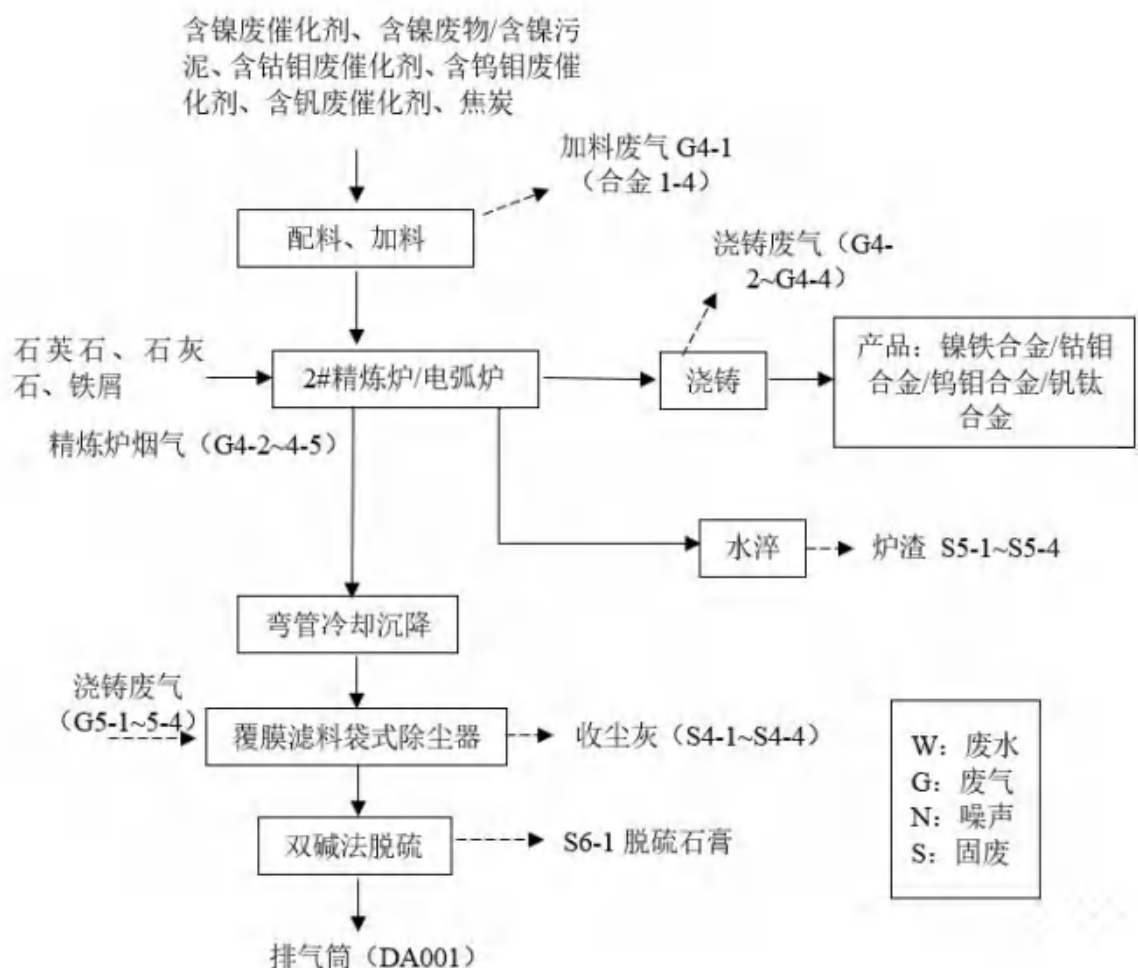 含镍废催化剂、含镍废物/含镍污
泥、含钴钼废催化剂、含钨钼废催
化剂、含钒废催化剂、焦炭
加料废气 G4-1
（合金 1-4）
配料、加料
浇铸废气（G4-
2~G4-4）
石英石、石灰
石、铁屑
2#精炼炉/电弧炉
浇铸
产品：镍铁合金/钴钼
合金/钨钼合金/钒钛
合金
精炼炉烟气（G4-2~4-5）
水淬
炉渣 S5-1~S5-4
弯管冷却沉降
浇铸废气
（G5-1~5-4）
覆膜滤料袋式除尘器
收尘灰（S4-1~S4-4）
双碱法脱硫
S6-1 脱硫石膏
排气筒（DA001）
W：废水
G：废气
N：噪声
S：固废